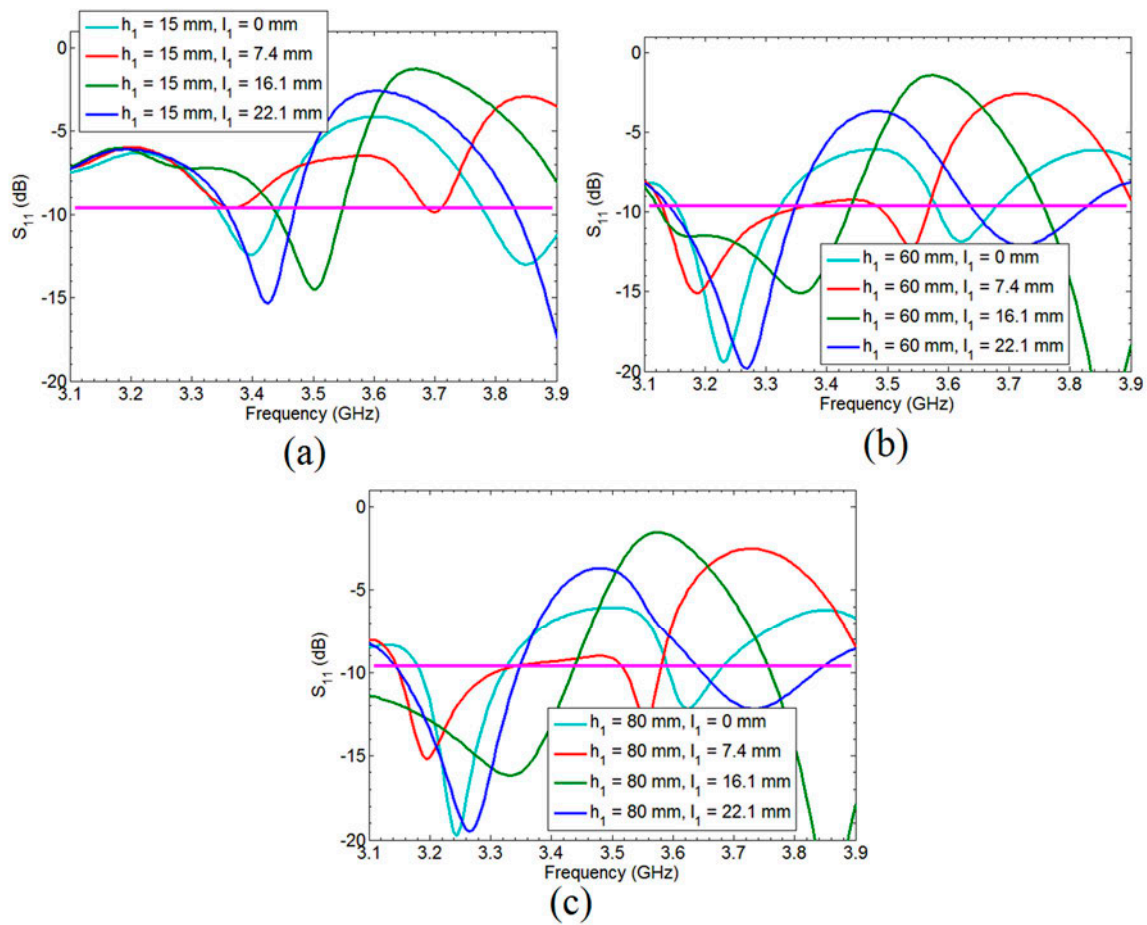 h1 = 15 mm, l1 = 0 mm
h1 = 15 mm, l1 = 7.4 mm
h1 = 15 mm, l1 = 16.1 mm
h1 = 15 mm, l1 = 22.1 mm
0
-5
-10
-15
-20
S11 (dB)
3.1 3.2 3.3 3.4 3.5 3.6 3.7 3.8 3.9
Frequency (GHz)
(a)
0
-5
-10
-15
-20
S11 (dB)
h1 = 60 mm, l1 = 0 mm
h1 = 60 mm, l1 = 7.4 mm
h1 = 60 mm, l1 = 16.1 mm
h1 = 60 mm, l1 = 22.1 mm
3.1 3.2 3.3 3.4 3.5 3.6 3.7 3.8 3.9
Frequency (GHz)
(b)
0
-5
-10
-15
-20
S11 (dB)
h1 = 80 mm, l1 = 0 mm
h1 = 80 mm, l1 = 7.4 mm
h1 = 80 mm, l1 = 16.1 mm
h1 = 80 mm, l1 = 22.1 mm
3.1 3.2 3.3 3.4 3.5 3.6 3.7 3.8 3.9
Frequency (GHz)
(c)